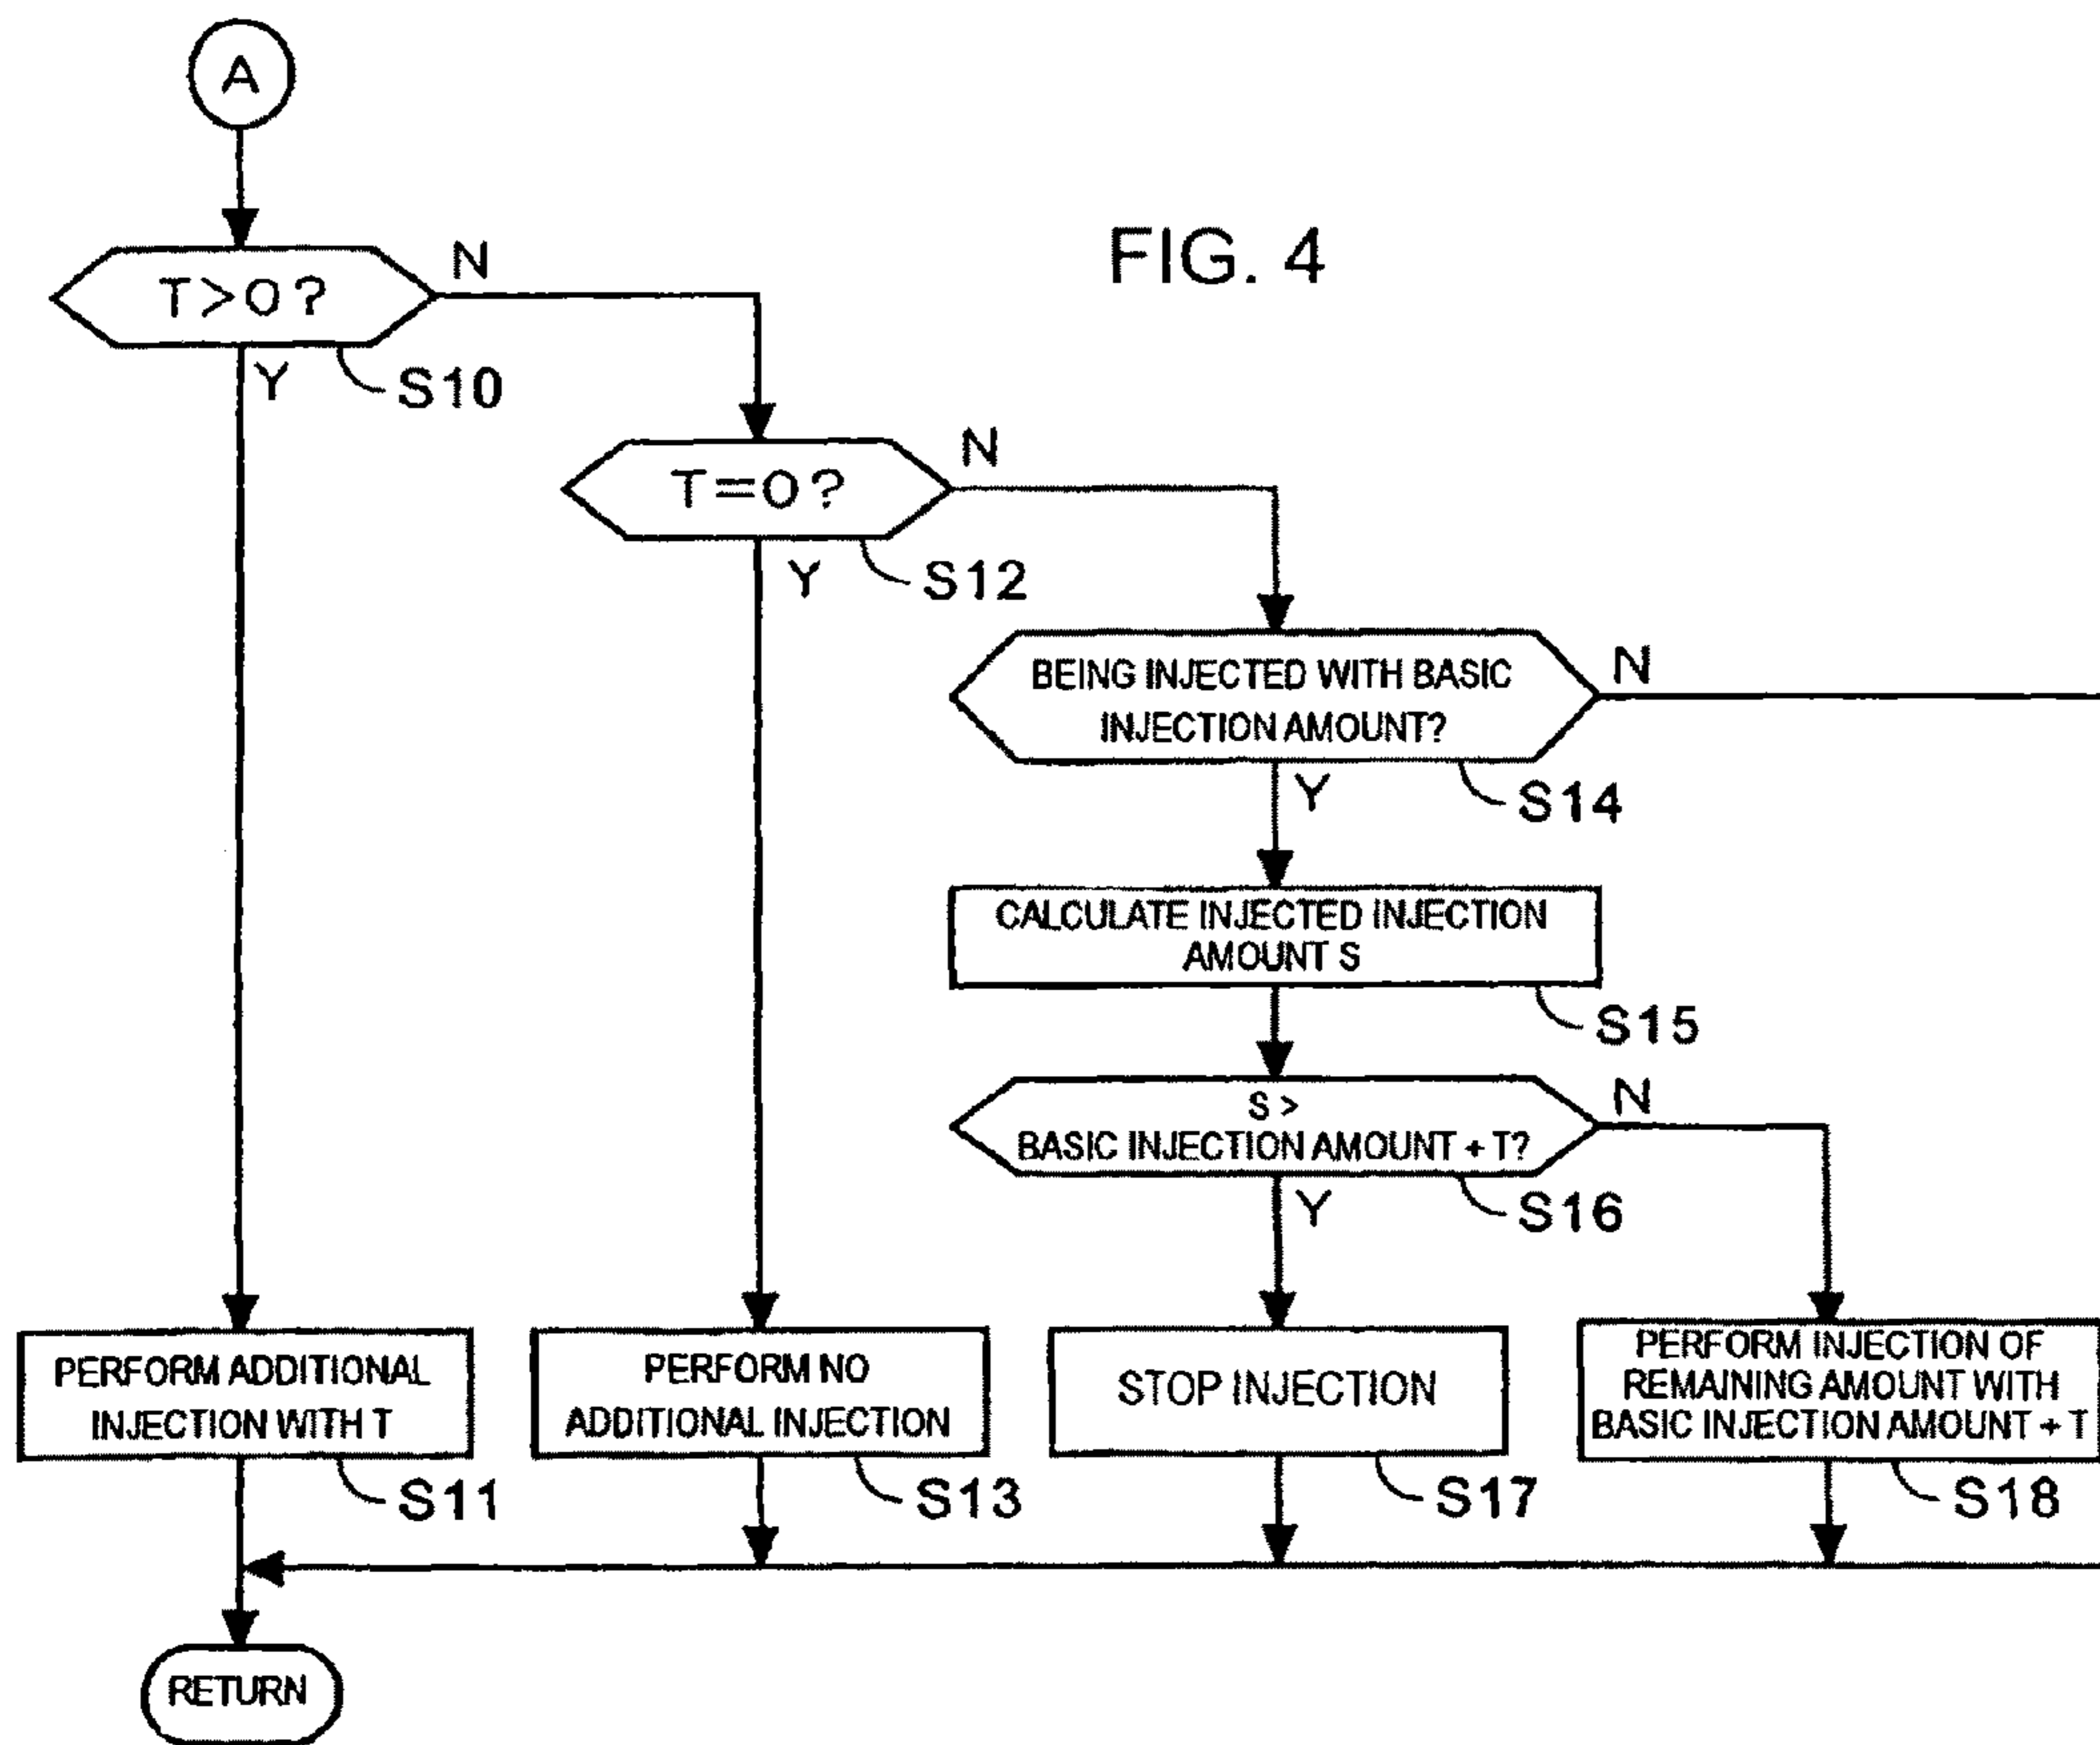 A
FIG. 4
T>0?
N
Y
S10
T=0?
N
Y
S12
BEING INJECTED WITH BASIC
INJECTION AMOUNT?
N
Y
S14
CALCULATE INJECTED INJECTION
AMOUNT S
S15
S >
BASIC INJECTION AMOUNT + T?
N
Y
S16
PERFORM ADDITIONAL
INJECTION WITH T
S11
PERFORM NO
ADDITIONAL INJECTION
S13
STOP INJECTION
S17
PERFORM INJECTION OF
REMAINING AMOUNT WITH
BASIC INJECTION AMOUNT + T
S18
RETURN